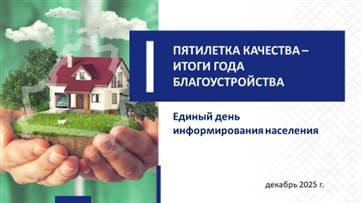 ПЯТИЛЕТКА КАЧЕСТВА –
ИТОГИ ГОДА
БЛАГОУСТРОЙСТВА
Единый день
информирования населения
декабрь 2025 г.